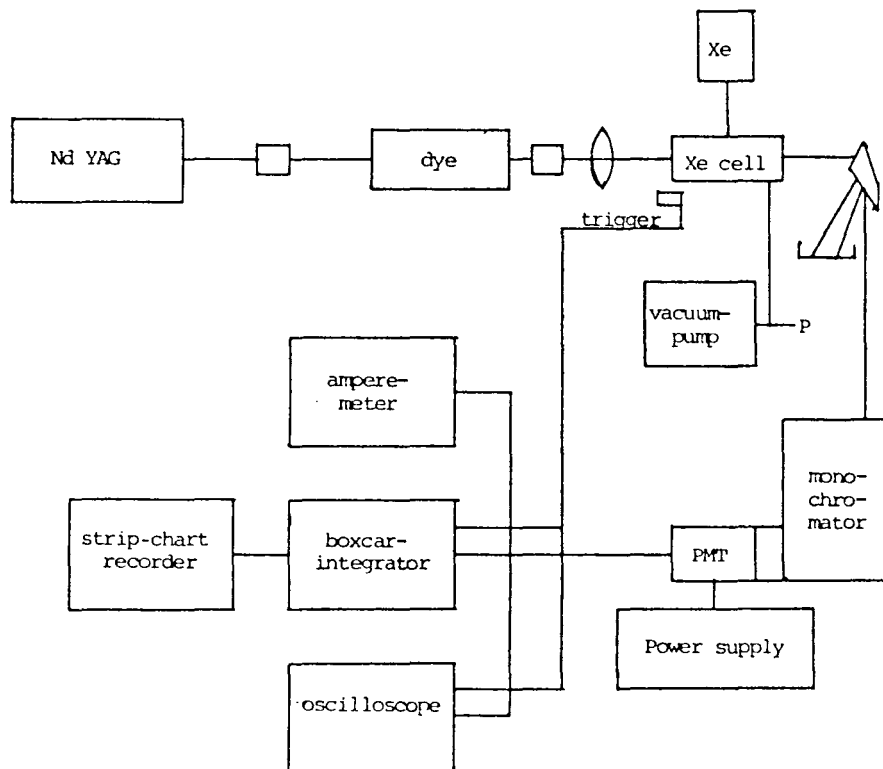 Xe
Nd YAG
dye
Xe cell
trigger
vacuum-
pump
P
ampere-
meter
mono-
chro-
mator
strip-chart
recorder
boxcar-
integrator
PMT
Power supply
oscilloscope